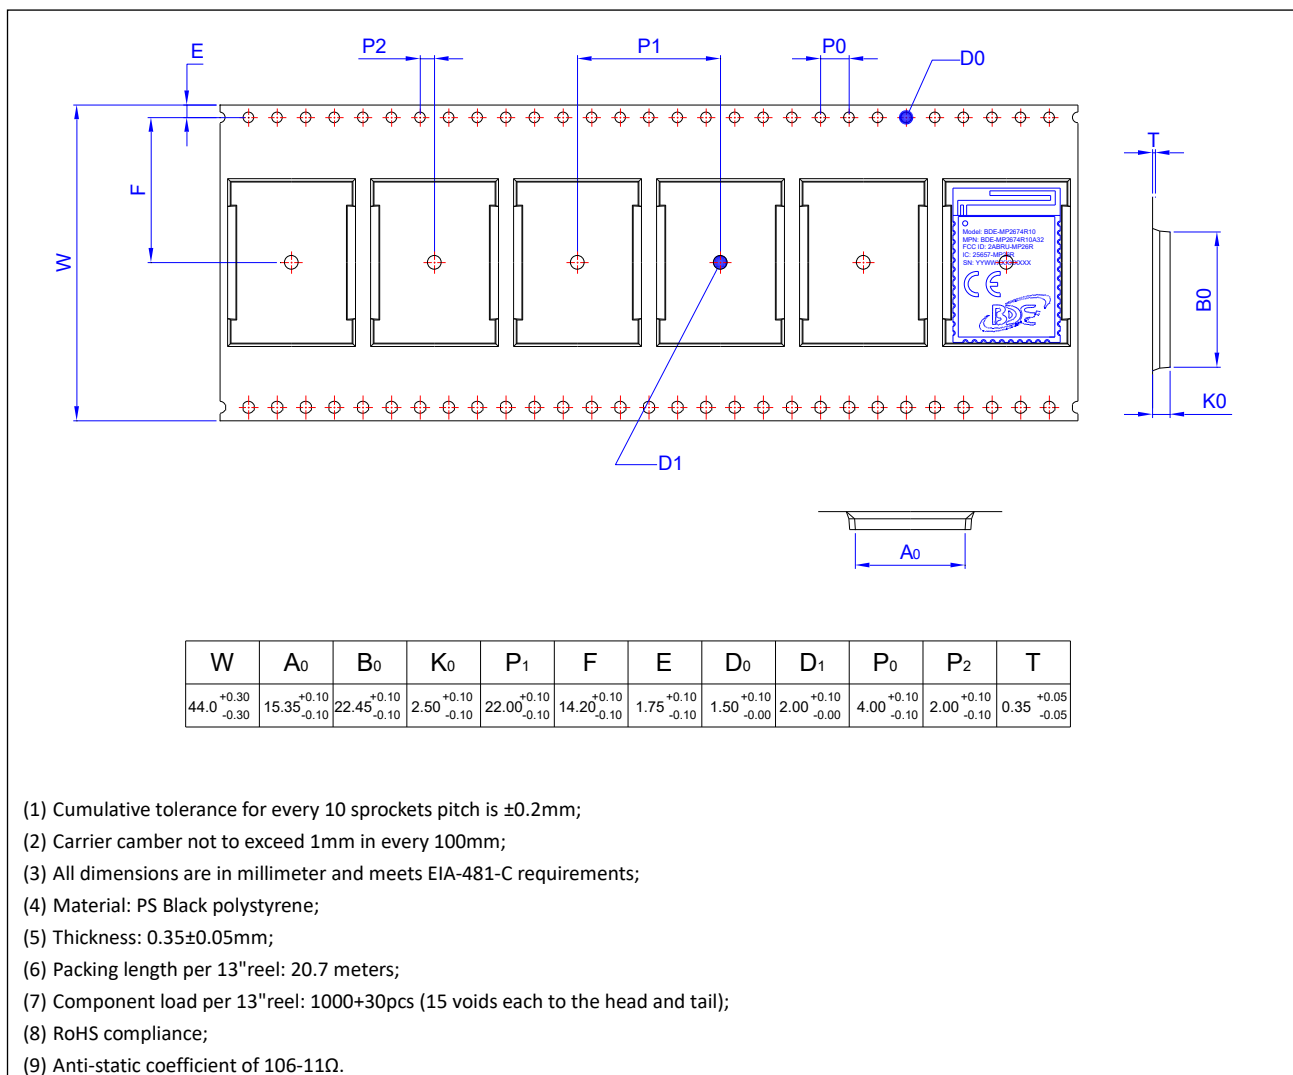 P2 P1 P0
E D0
T
F
W
Model: BDE-MP2674R10
MPN: BDE-MP2674R10A32
FCC ID: 2ABRU-MP26R
IC: 25657-MP26R
SN: YYWW
CE
BDE
B0
K0
D1
A0
W A0 B0 K0 P1 F E D0 D1 P0 P2 T
44.0 +0.30 -0.30 15.35 +0.10 -0.10 22.45 +0.10 -0.10 2.50 +0.10 -0.10 22.00 +0.10 -0.10 14.20 +0.10 -0.10 1.75 +0.10 -0.10 1.50 +0.10 -0.00 2.00 +0.10 -0.00 4.00 +0.10 -0.10 2.00 +0.10 -0.10 0.35 +0.05 -0.05
(1) Cumulative tolerance for every 10 sprockets pitch is ±0.2mm;
(2) Carrier camber not to exceed 1mm in every 100mm;
(3) All dimensions are in millimeter and meets EIA-481-C requirements;
(4) Material: PS Black polystyrene;
(5) Thickness: 0.35±0.05mm;
(6) Packing length per 13"reel: 20.7 meters;
(7) Component load per 13"reel: 1000+30pcs (15 voids each to the head and tail);
(8) RoHS compliance;
(9) Anti-static coefficient of 106-11Ω.